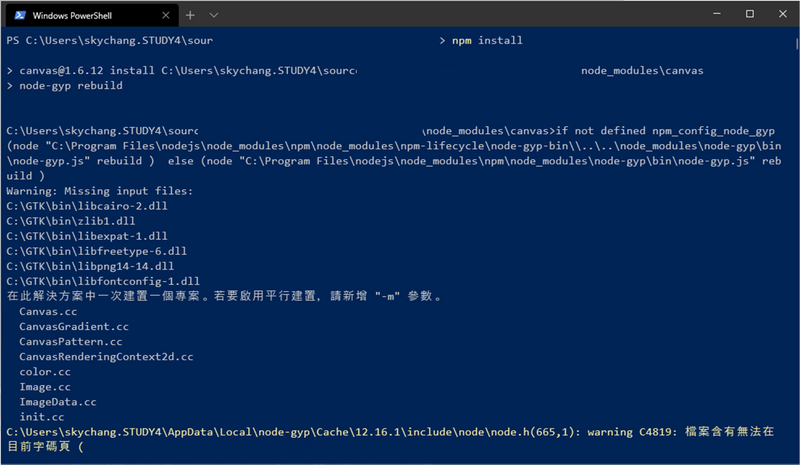 Windows PowerShell
PS C:\Users\skychang.STUDY4\sour > npm install
> canvas@1.6.12 install C:\Users\skychang.STUDY4\source node_modules\canvas
> node-gyp rebuild
C:\Users\skychang.STUDY4\sourc \node_modules\canvas>if not defined npm_config_node_gyp
(node "C:\Program Files\nodejs\node_modules\npm\node_modules\npm-lifecycle\node-gyp-bin\\..\..\node_modules\node-gyp\bin
\node-gyp.js" rebuild ) else (node "C:\Program Files\nodejs\node_modules\npm\node_modules\node-gyp\bin\node-gyp.js" reb
uild )
Warning: Missing input files:
C:\GTK\bin\libcairo-2.dll
C:\GTK\bin\zlib1.dll
C:\GTK\bin\libexpat-1.dll
C:\GTK\bin\libfreetype-6.dll
C:\GTK\bin\libpng14-14.dll
C:\GTK\bin\libfontconfig-1.dll
在此解決方案中一次建置一個專案。若要啟用平行建置，請新增 "-m" 參數。
Canvas.cc
CanvasGradient.cc
CanvasPattern.cc
CanvasRenderingContext2d.cc
color.cc
Image.cc
ImageData.cc
init.cc
C:\Users\skychang.STUDY4\AppData\Local\node-gyp\Cache\12.16.1\include\node\node.h(665,1): warning C4819: 檔案含有無法在
目前字碼頁 (